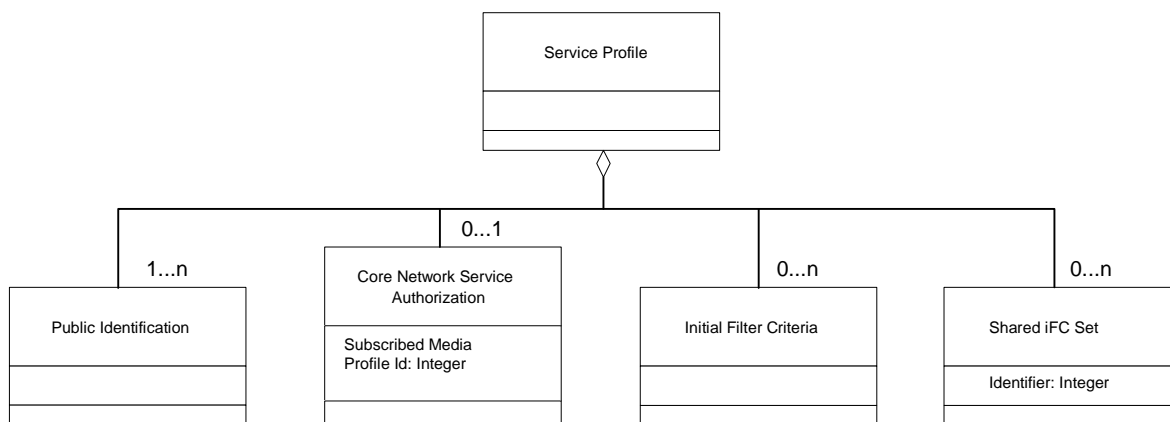 Service Profile
0...1
1...n
0...n
0...n
Core Network Service
Authorization
Public Identification
Initial Filter Criteria
Shared iFC Set
Subscribed Media
Profile Id: Integer
Identifier: Integer